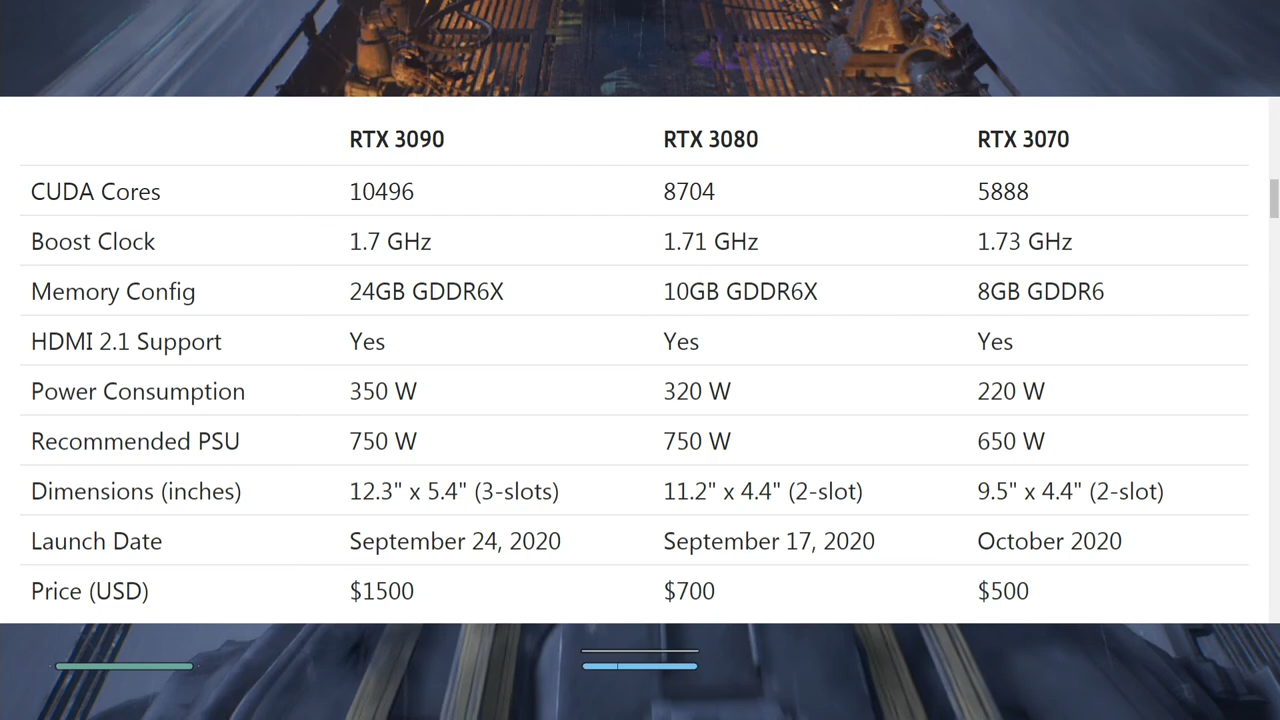 RTX 3090 RTX 3080 RTX 3070
CUDA Cores 10496 8704 5888
Boost Clock 1.7 GHz 1.71 GHz 1.73 GHz
Memory Config 24GB GDDR6X 10GB GDDR6X 8GB GDDR6
HDMI 2.1 Support Yes Yes Yes
Power Consumption 350 W 320 W 220 W
Recommended PSU 750 W 750 W 650 W
Dimensions (inches) 12.3" x 5.4" (3-slots) 11.2" x 4.4" (2-slot) 9.5" x 4.4" (2-slot)
Launch Date September 24, 2020 September 17, 2020 October 2020
Price (USD) $1500 $700 $500